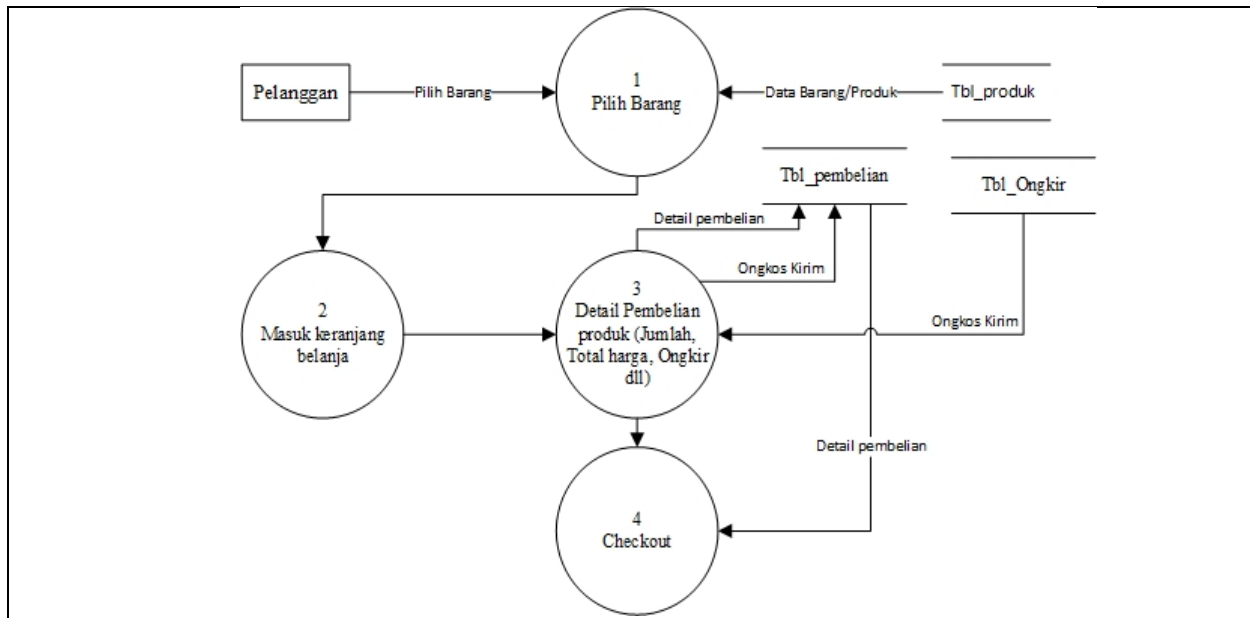 Pelanggan
Pilih Barang
1
Pilih Barang
Data Barang/Produk
Tbl_produk
Tbl_pembelian
Tbl_Ongkir
Detail pembelian
Ongkos Kirim
2
Masuk keranjang
belanja
3
Detail Pembelian
produk (Jumlah,
Total harga, Ongkir
dll)
Ongkos Kirim
Detail pembelian
4
Checkout